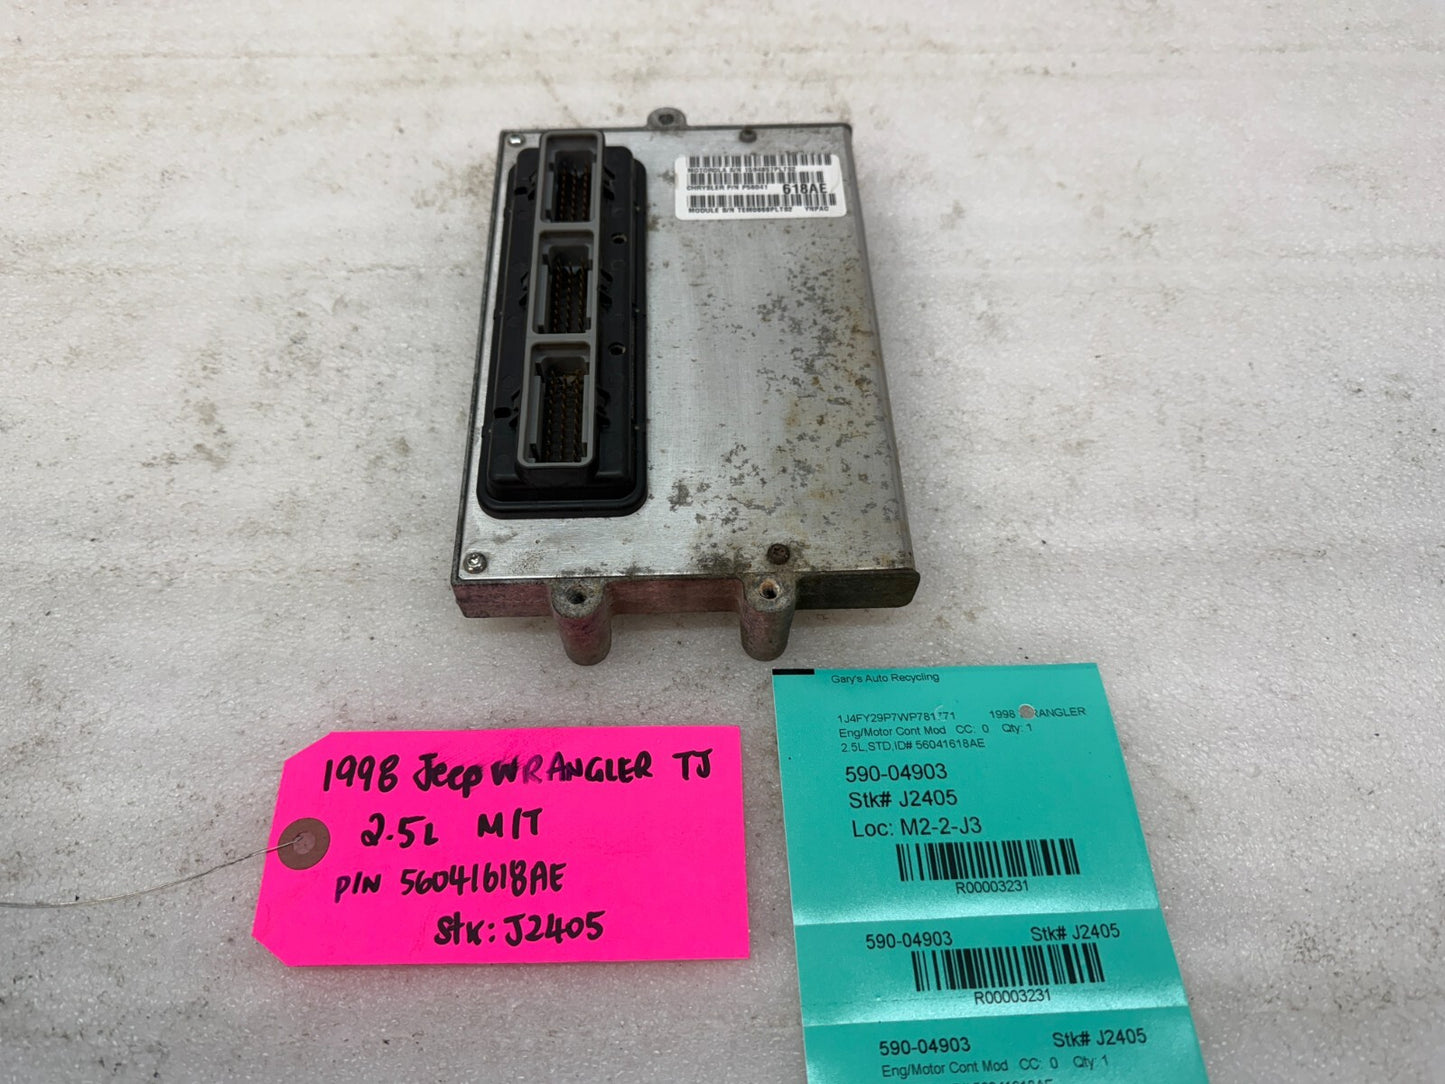 CHRYSLER P/N P56041 618AE
1998 Jeep WRANGLER TJ
2.5L M/T
P/N 56041618AE
Stk: J2405
Gary's Auto Recycling
1998
Eng/Motor Cont Mod CC: 0 Qty: 1
2.5L,STD,ID# 56041618AE
590-04903
Stk# J2405
Loc: M2-2-J3
R00003231
590-04903 Stk# J2405
R00003231
590-04903 Stk# J2405
Eng/Motor Cont Mod CC: 0 Qty: 1